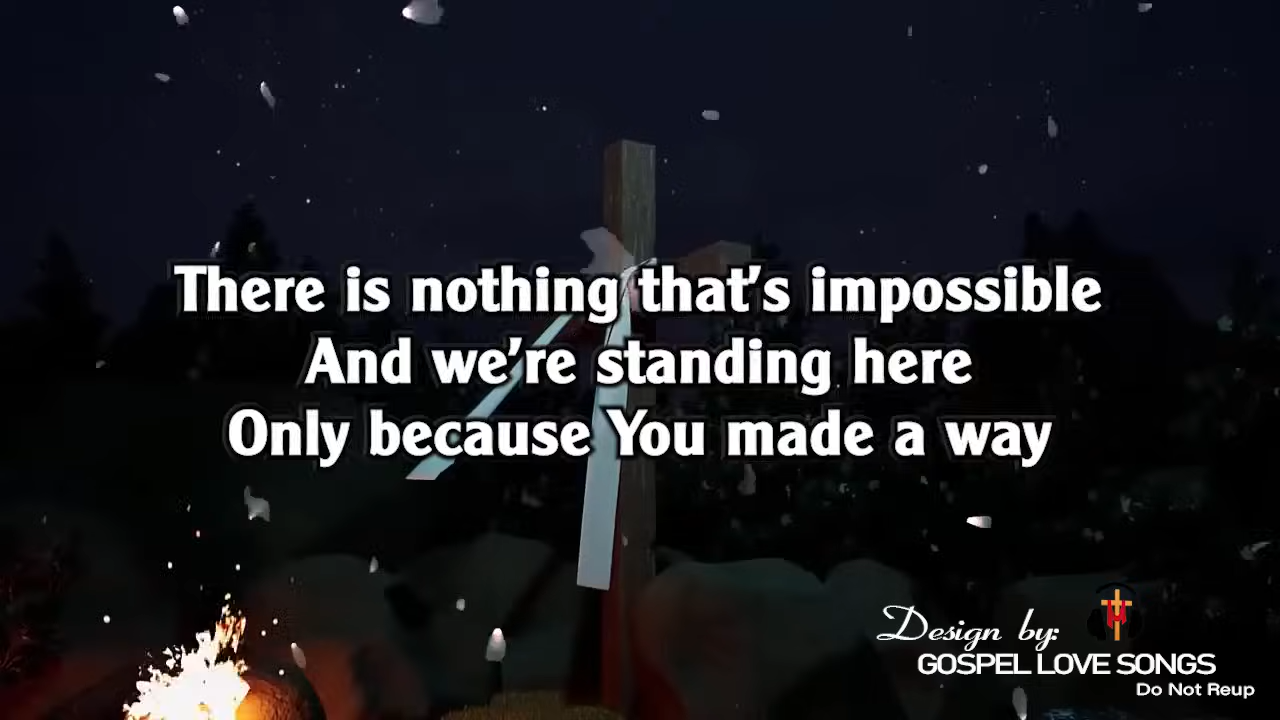 There is nothing that's impossible
And we're standing here
Only because You made a way
Design by:
GOSPEL LOVE SONGS
Do Not Reup